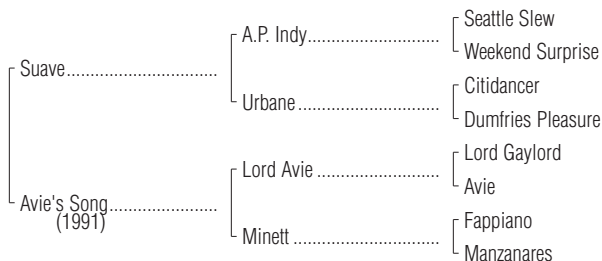 Seattle Slew
A.P. Indy
Weekend Surprise
Suave
Citidancer
Urbane
Dumfries Pleasure
Lord Gaylord
Lord Avie
Avie
Avie's Song
(1991)
Fappiano
Minett
Manzanares